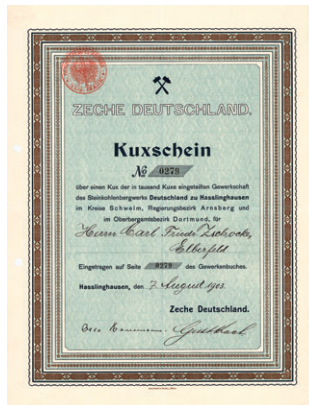 ZECHE DEUTSCHLAND.
Kuxschein
No 0279
über einen Kux der in tausend Kuxe eingeteilten Gewerkschaft
des Steinkohlenbergwerks Deutschland zu Hasslinghausen
im Kreise Schwelm, Regierungsbezirk Arnsberg und
im Oberbergamtsbezirk Dortmund, für
Herrn Carl Friedr. Zschocke,
Elberfeld
Eingetragen auf Seite 0279 des Gewerkenbuches.
Hasslinghausen, den 7. August 1903
Zeche Deutschland.